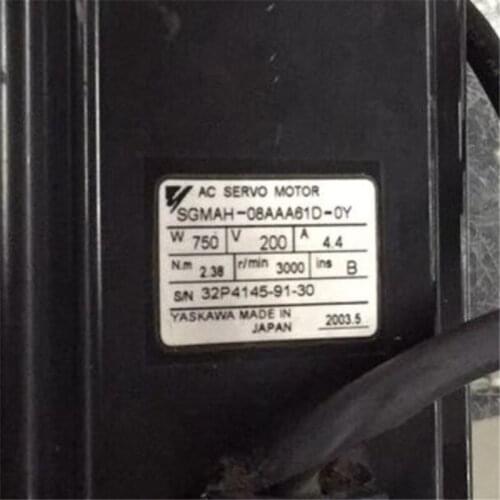 AC SERVO MOTOR
SGMAH-08AAA61D-0Y
W 750 V 200 A 4.4
N.m 2.38 r/min 3000 ins B
S/N 32P4145-91-30
YASKAWA MADE IN JAPAN 2003.5